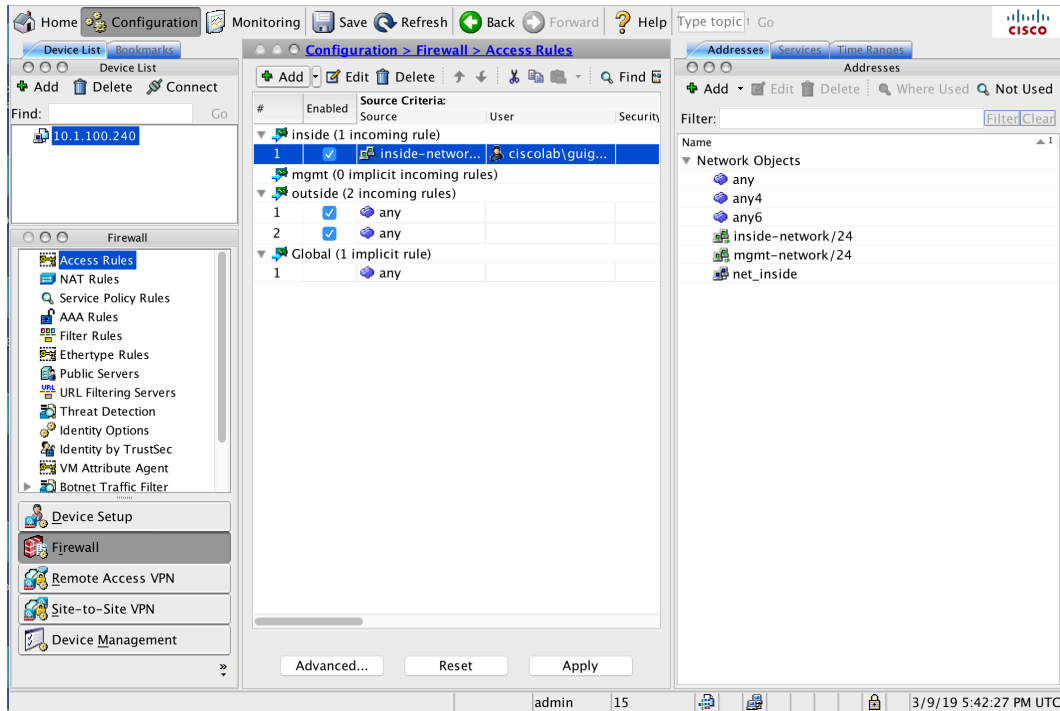 Home Configuration Monitoring Save Refresh Back Forward Help Type topic Go
CISCO
Device List Bookmarks
Device List
Add Delete Connect
Find: Go
10.1.100.240
Firewall
Access Rules
NAT Rules
Service Policy Rules
AAA Rules
Filter Rules
Ethertype Rules
Public Servers
URL Filtering Servers
Threat Detection
Identity Options
Identity by TrustSec
VM Attribute Agent
Botnet Traffic Filter
Device Setup
Firewall
Remote Access VPN
Site-to-Site VPN
Device Management
»
Configuration > Firewall > Access Rules
Add Edit Delete Find
# Enabled Source Criteria:
Source User Security
inside (1 incoming rule)
1 inside-networ... ciscolab\guig...
mgmt (0 implicit incoming rules)
outside (2 incoming rules)
1 any
2 any
Global (1 implicit rule)
1 any
Advanced... Reset Apply
Addresses Services Time Ranges
Addresses
Add Edit Delete Where Used Not Used
Filter: Filter Clear
Name 1
Network Objects
any
any4
any6
inside-network/24
mgmt-network/24
net_inside
admin 15 3/9/19 5:42:27 PM UTC